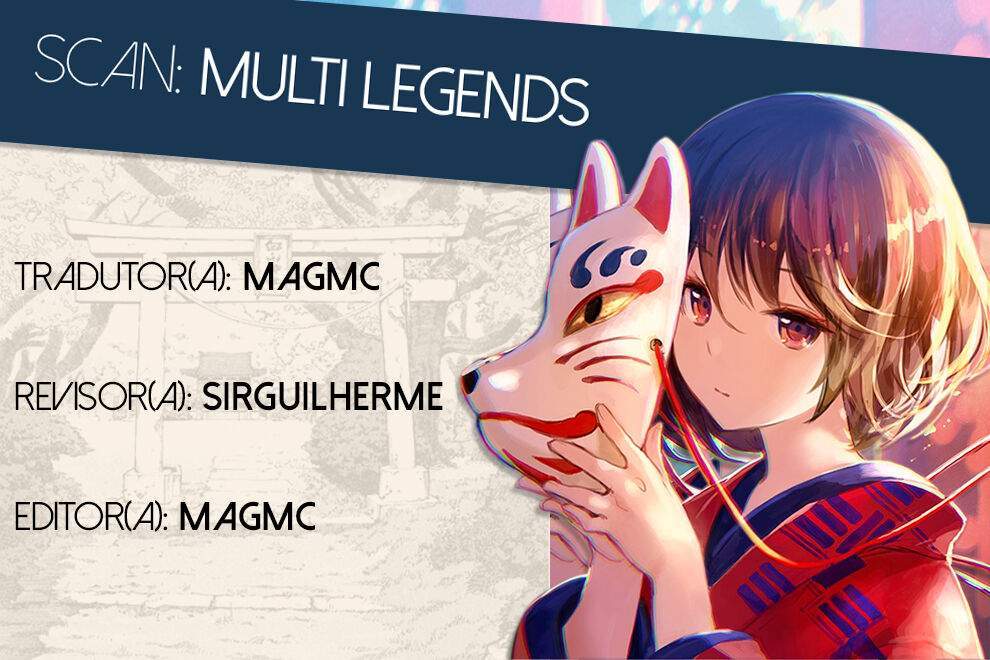 SCAN: MULTI LEGENDS
TRADUTOR(A): MAGMC
REVISOR(A): SIRGUILHERME
EDITOR(A): MAGMC